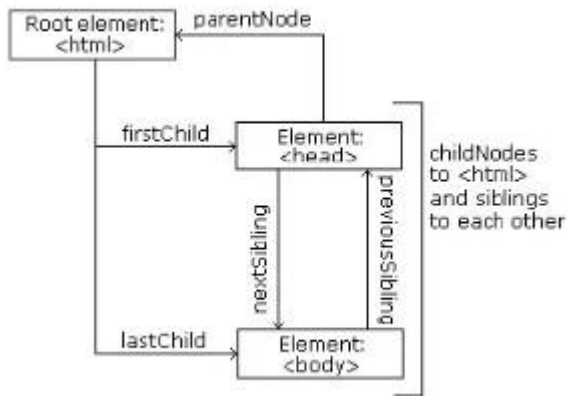 Root element:
<html>
parentNode
firstChild
Element:
<head>
childNodes
to <html>
and siblings
to each other
nextSibling
previousSibling
lastChild
Element:
<body>